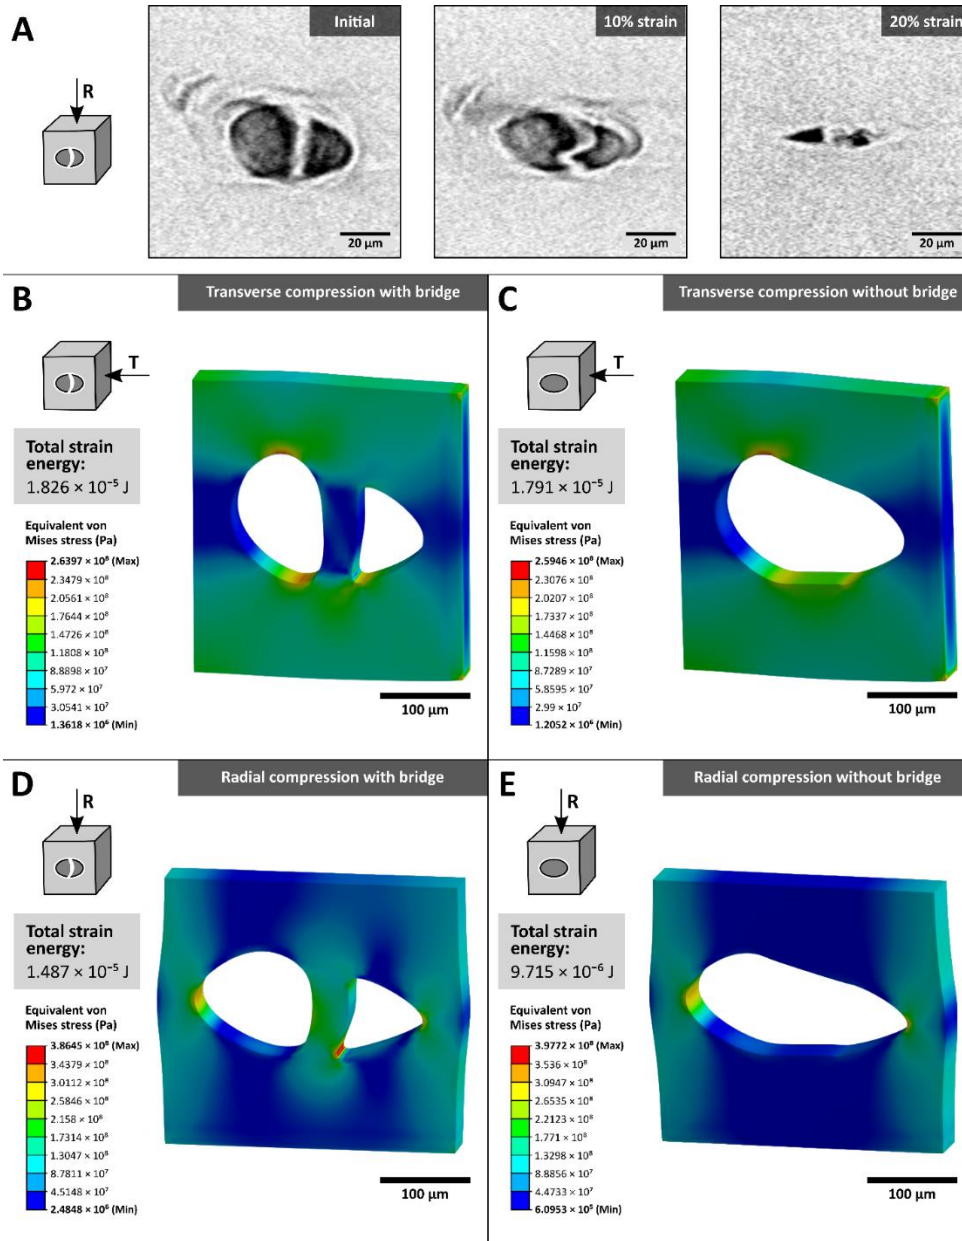 A
Initial
10% strain
20% strain
R
20 µm
20 µm
20 µm
B
Transverse compression with bridge
T
Total strain
energy:
1.826 × 10⁻⁵ J
Equivalent von
Mises stress (Pa)
2.6397 × 10⁸ (Max)
2.3479 × 10⁸
2.0561 × 10⁸
1.7644 × 10⁸
1.4726 × 10⁸
1.1808 × 10⁸
8.8898 × 10⁷
5.972 × 10⁷
3.0541 × 10⁷
1.3618 × 10⁶ (Min)
100 µm
C
Transverse compression without bridge
T
Total strain
energy:
1.791 × 10⁻⁵ J
Equivalent von
Mises stress (Pa)
2.5946 × 10⁸ (Max)
2.3076 × 10⁸
2.0207 × 10⁸
1.7337 × 10⁸
1.4468 × 10⁸
1.1598 × 10⁸
8.7289 × 10⁷
5.8595 × 10⁷
2.99 × 10⁷
1.2052 × 10⁶ (Min)
100 µm
D
Radial compression with bridge
R
Total strain
energy:
1.487 × 10⁻⁵ J
Equivalent von
Mises stress (Pa)
3.8645 × 10⁸ (Max)
3.4379 × 10⁸
3.0112 × 10⁸
2.5846 × 10⁸
2.158 × 10⁸
1.7314 × 10⁸
1.3047 × 10⁸
8.7811 × 10⁷
4.5148 × 10⁷
2.4848 × 10⁶ (Min)
100 µm
E
Radial compression without bridge
R
Total strain
energy:
9.715 × 10⁻⁶ J
Equivalent von
Mises stress (Pa)
3.9772 × 10⁸ (Max)
3.536 × 10⁸
3.0947 × 10⁸
2.6535 × 10⁸
2.2123 × 10⁸
1.771 × 10⁸
1.3298 × 10⁸
8.8856 × 10⁷
4.4733 × 10⁷
6.0953 × 10⁵ (Min)
100 µm